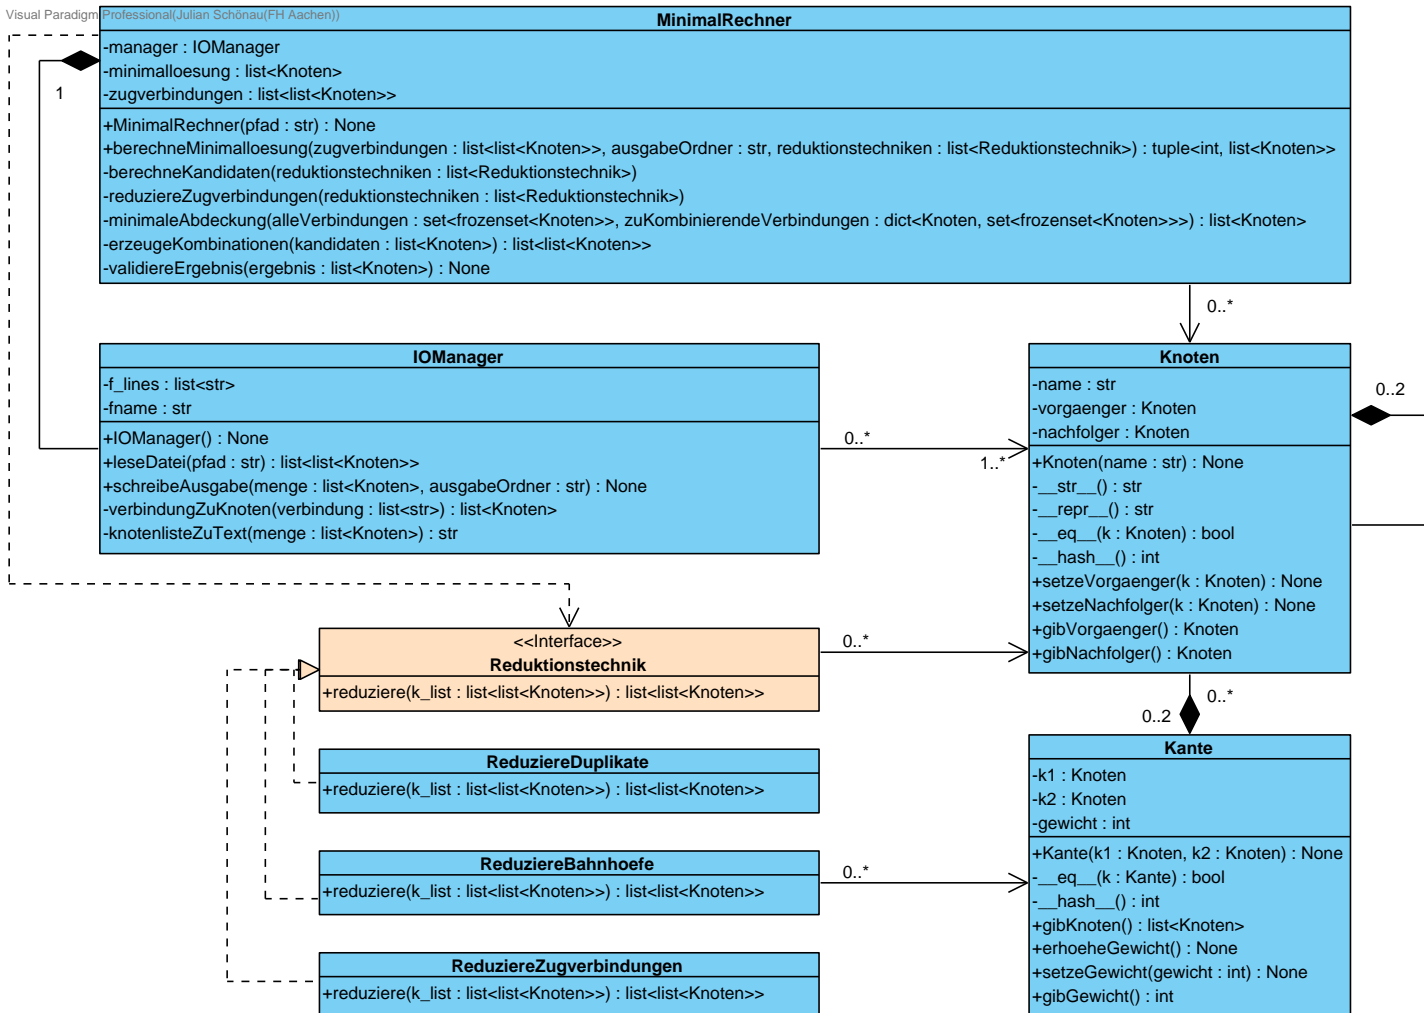 Visual Paradigm Professional(Julian Schönau(FH Aachen))
MinimalRechner
-manager : IOManager
-minimalloesung : list<Knoten>
-zugverbindungen : list<list<Knoten>>
+MinimalRechner(pfad : str) : None
+berechneMinimalloesung(zugverbindungen : list<list<Knoten>>, ausgabeOrdner : str, reduktionstechniken : list<Reduktionstechnik>) : tuple<int, list<Knoten>>
-berechneKandidaten(reduktionstechniken : list<Reduktionstechnik>)
-reduziereZugverbindungen(reduktionstechniken : list<Reduktionstechnik>)
-minimaleAbdeckung(alleVerbindungen : set<frozenset<Knoten>>, zuKombinierendeVerbindungen : dict<Knoten, set<frozenset<Knoten>>>) : list<Knoten>
-erzeugeKombinationen(kandidaten : list<Knoten>) : list<list<Knoten>>
-validiereErgebnis(ergebnis : list<Knoten>) : None
1
0..*
IOManager
-f_lines : list<str>
-fname : str
+IOManager() : None
+leseDatei(pfad : str) : list<list<Knoten>>
+schreibeAusgabe(menge : list<Knoten>, ausgabeOrdner : str) : None
-verbindungZuKnoten(verbindung : list<str>) : list<Knoten>
-knotenlisteZuText(menge : list<Knoten>) : str
0..*
1..*
Knoten
-name : str
-vorgaenger : Knoten
-nachfolger : Knoten
+Knoten(name : str) : None
-__str__() : str
-__repr__() : str
-__eq__(k : Knoten) : bool
-__hash__() : int
+setzeVorgaenger(k : Knoten) : None
+setzeNachfolger(k : Knoten) : None
+gibVorgaenger() : Knoten
+gibNachfolger() : Knoten
0..2
<<Interface>>
Reduktionstechnik
+reduziere(k_list : list<list<Knoten>>) : list<list<Knoten>>
0..*
0..*
0..2
ReduziereDuplikate
+reduziere(k_list : list<list<Knoten>>) : list<list<Knoten>>
ReduziereBahnhoefe
+reduziere(k_list : list<list<Knoten>>) : list<list<Knoten>>
0..*
ReduziereZugverbindungen
+reduziere(k_list : list<list<Knoten>>) : list<list<Knoten>>
Kante
-k1 : Knoten
-k2 : Knoten
-gewicht : int
+Kante(k1 : Knoten, k2 : Knoten) : None
-__eq__(k : Kante) : bool
-__hash__() : int
+gibKnoten() : list<Knoten>
+erhoeheGewicht() : None
+setzeGewicht(gewicht : int) : None
+gibGewicht() : int